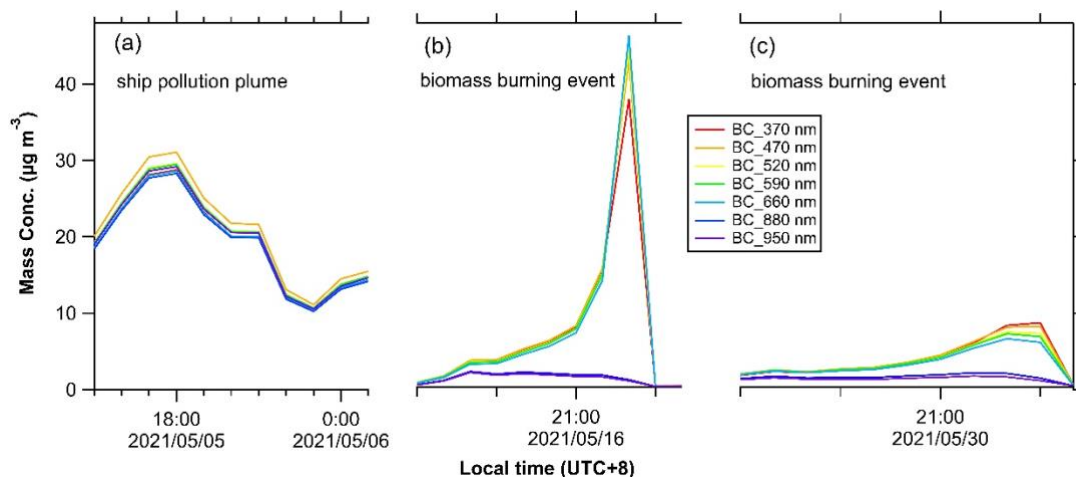 (a)
ship pollution plume
(b)
biomass burning event
(c)
biomass burning event
BC_370 nm
BC_470 nm
BC_520 nm
BC_590 nm
BC_660 nm
BC_880 nm
BC_950 nm
Mass Conc. (µg m⁻³)
40
30
20
10
0
18:00
2021/05/05
0:00
2021/05/06
21:00
2021/05/16
21:00
2021/05/30
Local time (UTC+8)